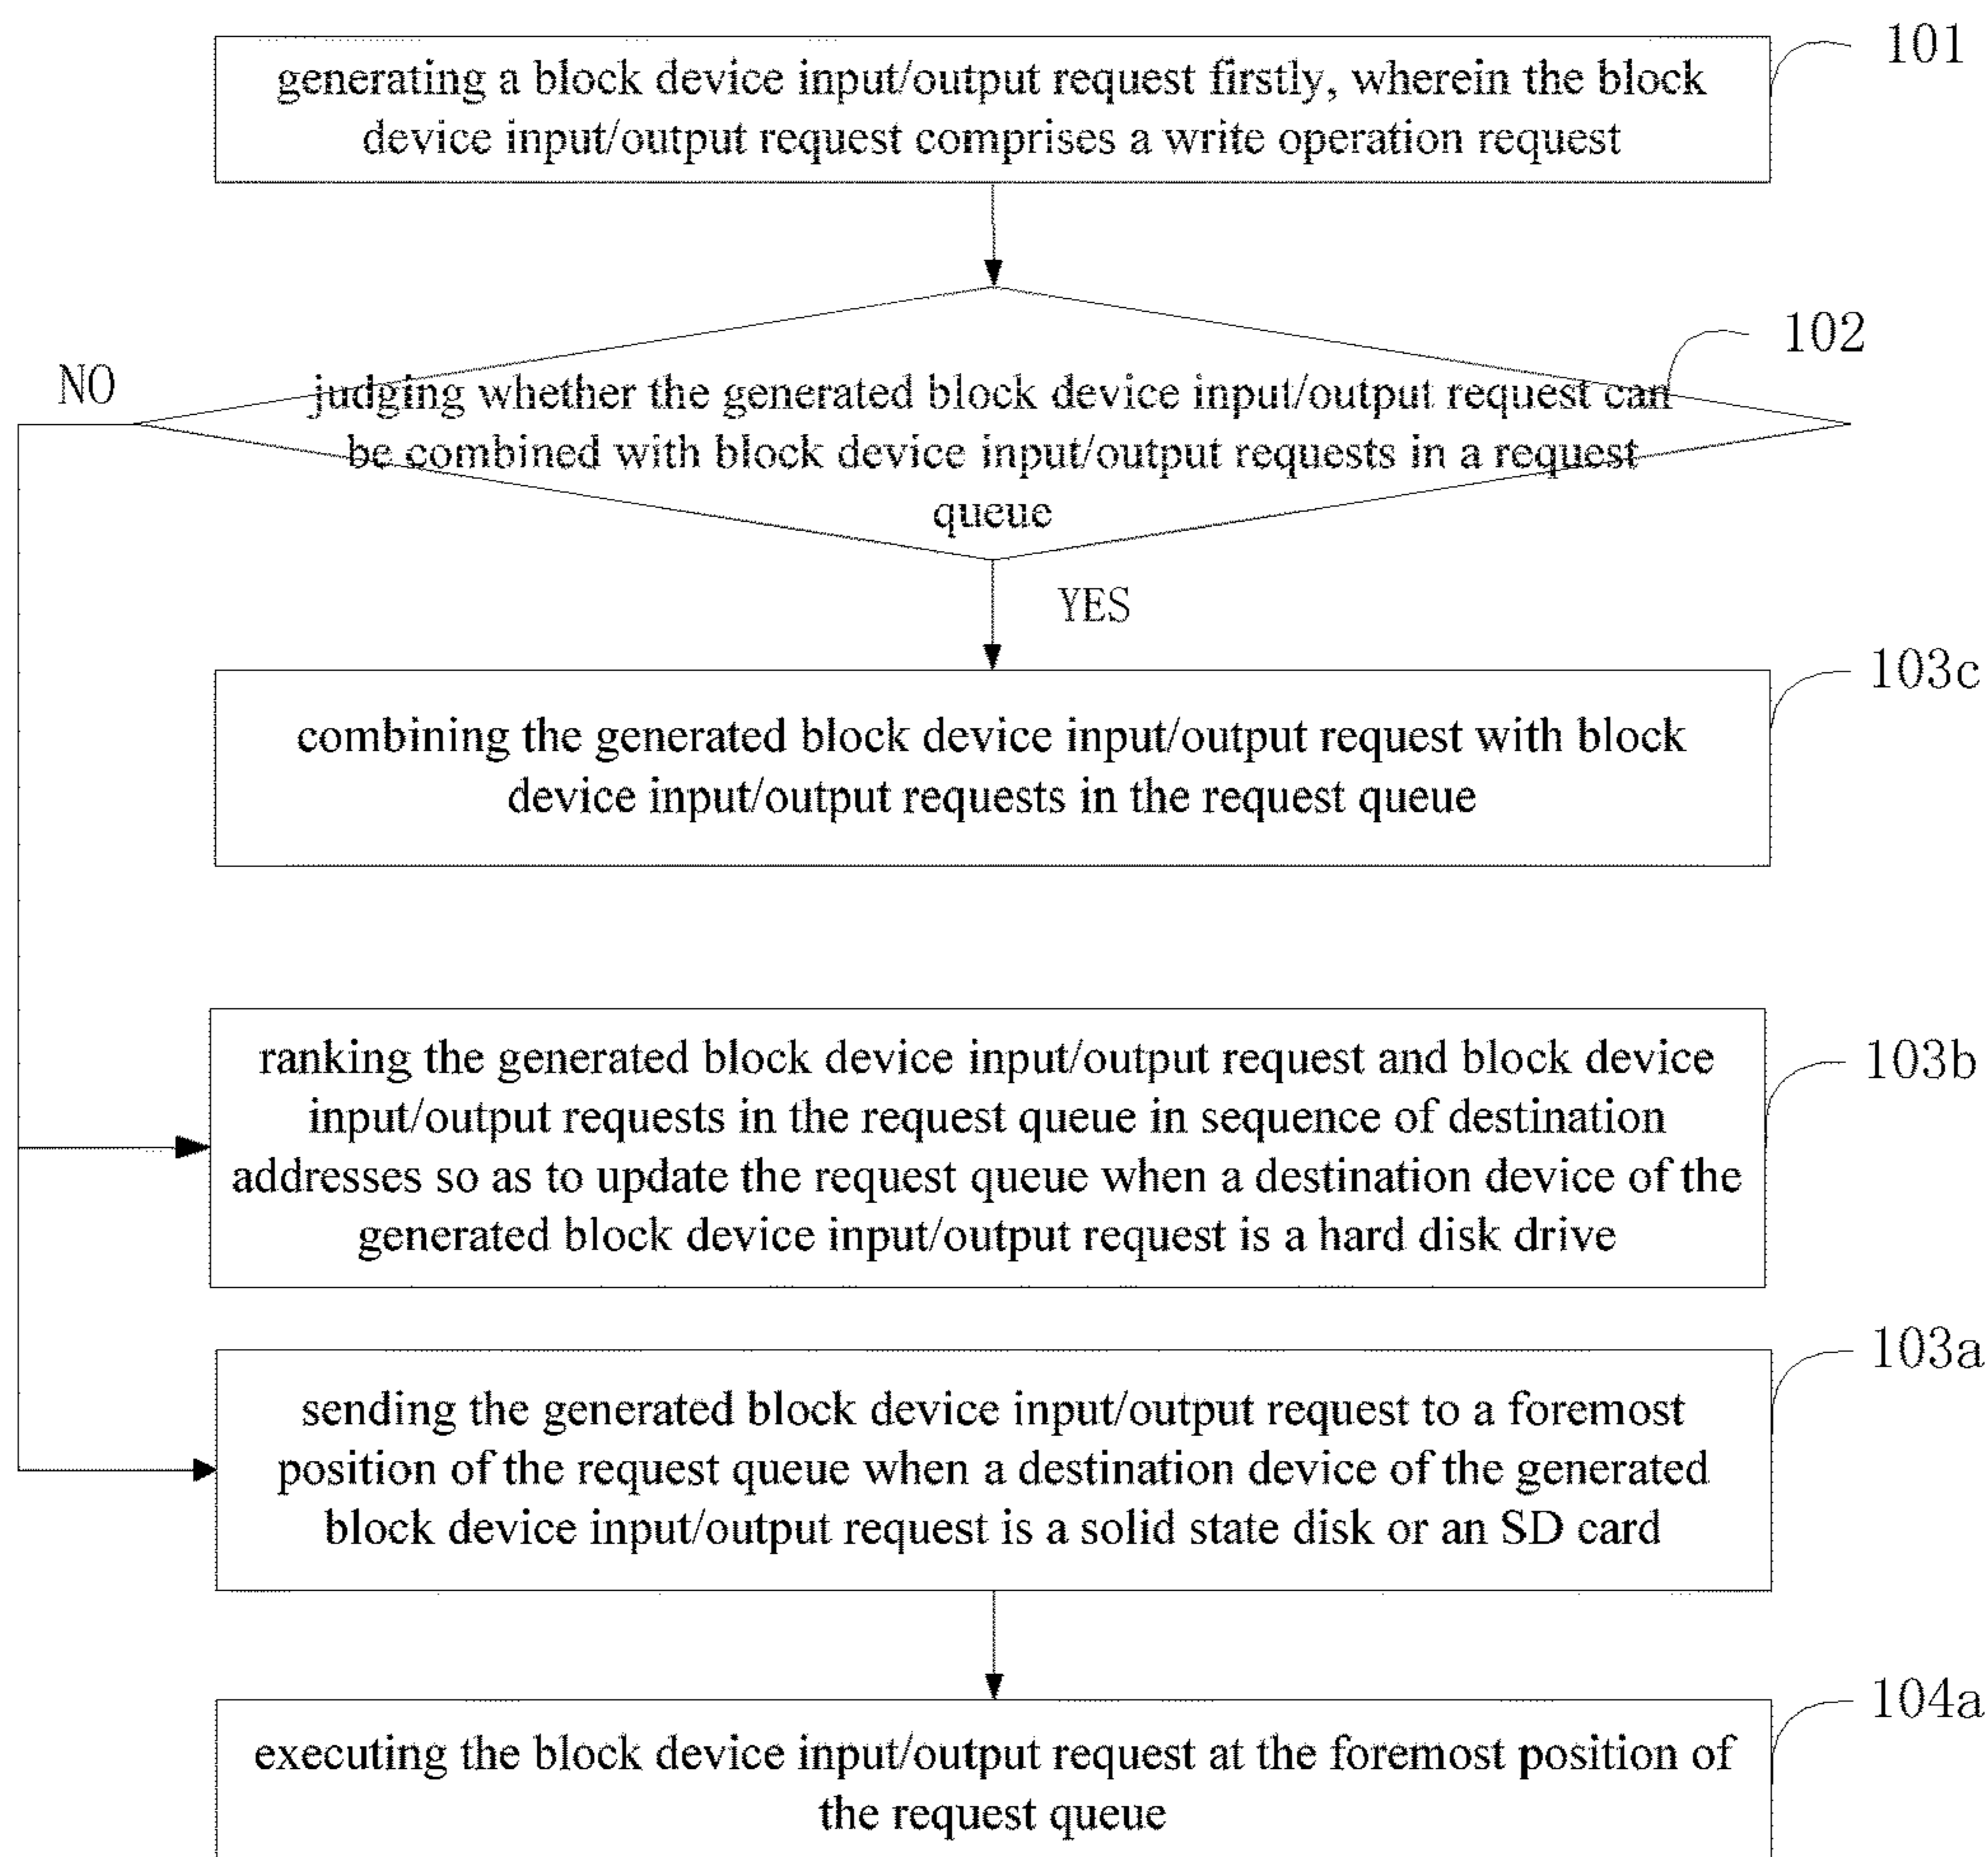 generating a block device input/output request firstly, wherein the block
device input/output request comprises a write operation request
101
judging whether the generated block device input/output request can
be combined with block device input/output requests in a request
queue
102
NO
YES
combining the generated block device input/output request with block
device input/output requests in the request queue
103c
ranking the generated block device input/output request and block device
input/output requests in the request queue in sequence of destination
addresses so as to update the request queue when a destination device of the
generated block device input/output request is a hard disk drive
103b
sending the generated block device input/output request to a foremost
position of the request queue when a destination device of the generated
block device input/output request is a solid state disk or an SD card
103a
executing the block device input/output request at the foremost position of
the request queue
104a